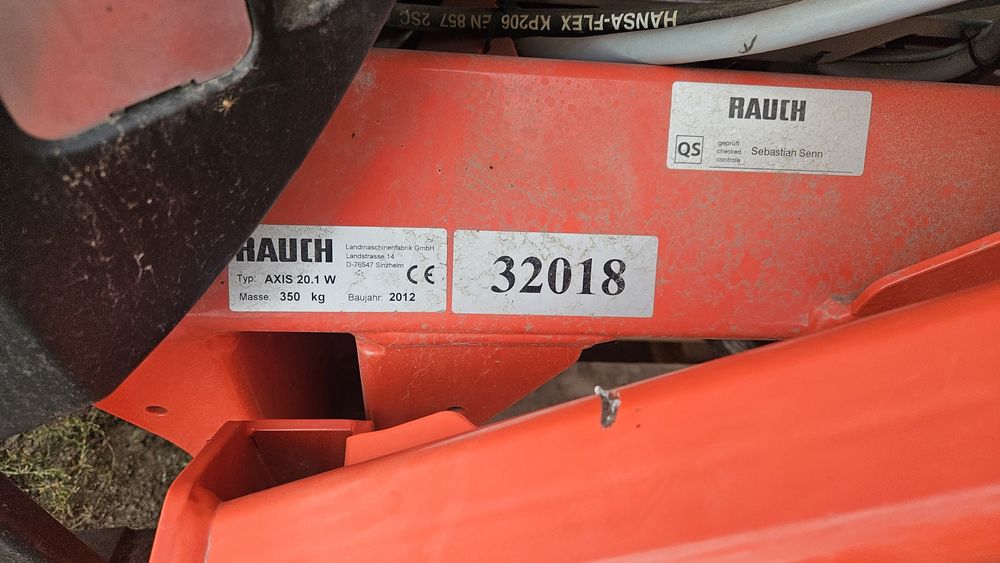 HANSA-FLEX KP206 EN 857 2SC
RAUCH
QS
geprüft
checked
controle
Sebastian Senn
RAUCH
Landmaschinenfabrik GmbH
Landstrasse 14
D-76547 Sinzheim
Typ: AXIS 20.1 W
CE
Masse: 350 kg
Baujahr: 2012
32018